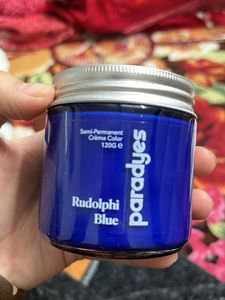 Semi-Permanent
Crème Color
120G e
paradyes
Rudolphi
Blue